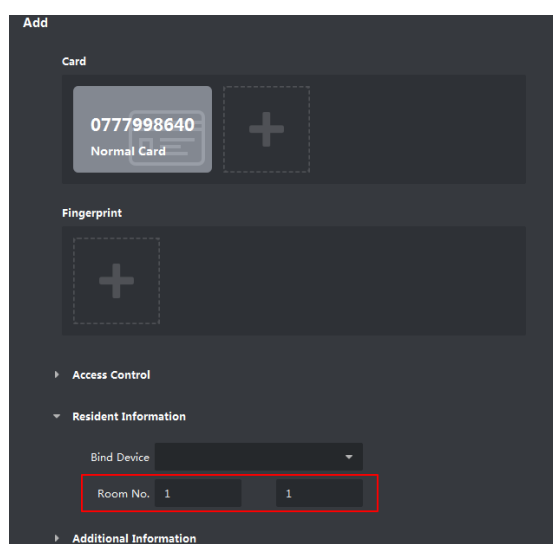 Add
Card
0777998640
Normal Card
Fingerprint
Access Control
Resident Information
Bind Device
Room No. 1 1
Additional Information